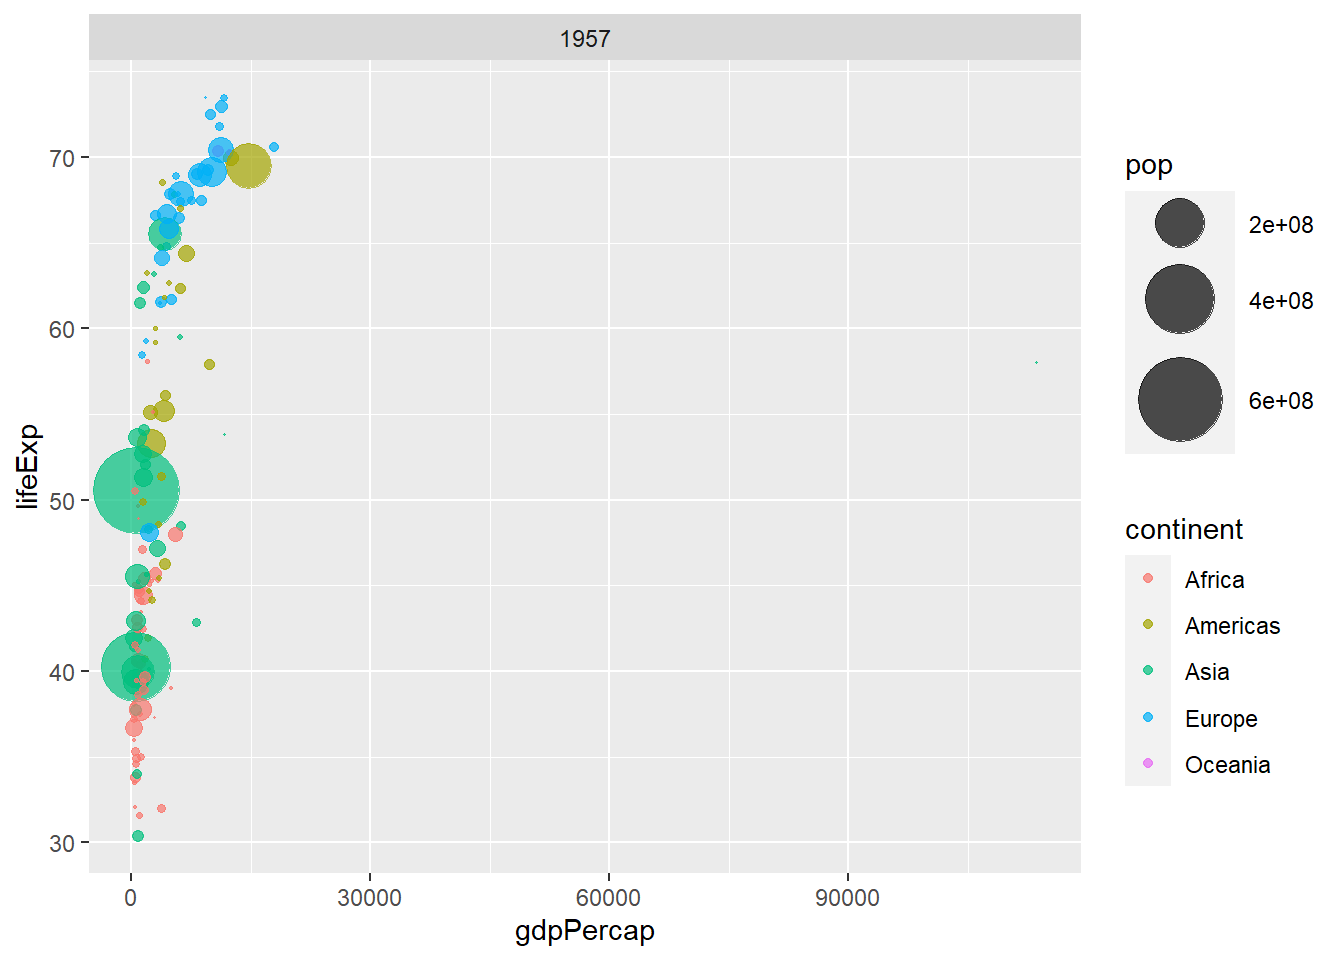 1957
70
60
50
40
30
lifeExp
0
30000
60000
90000
gdpPercap
pop
2e+08
4e+08
6e+08
continent
Africa
Americas
Asia
Europe
Oceania